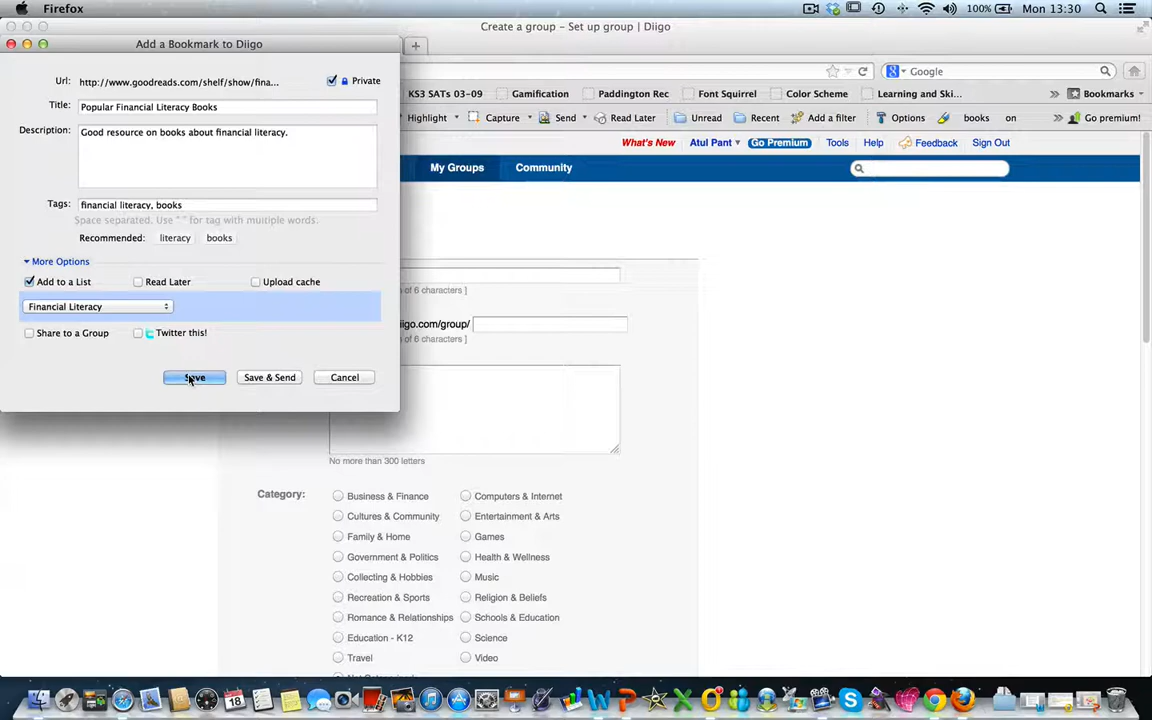 Firefox
100%
Mon 13:30
Create a group - Set up group | Diigo
Add a Bookmark to Diigo
Url: http://www.goodreads.com/shelf/show/fina...
Private
Title: Popular Financial Literacy Books
Description: Good resource on books about financial literacy.
Tags: financial literacy, books
Space separated. Use " " for tag with multiple words.
Recommended: literacy books
More Options
Add to a List Read Later Upload cache
Financial Literacy
Share to a Group Twitter this!
Save Save & Send Cancel
Google
KS3 SATs 03-09 Gamification Paddington Rec Font Squirrel Color Scheme Learning and Ski... Bookmarks
Highlight Capture Send Read Later Unread Recent Add a filter Options books on Go premium!
What's New Atul Pant Go Premium Tools Help Feedback Sign Out
My Groups Community
of 6 characters ]
iigo.com/group/
of 6 characters ]
No more than 300 letters
Category:
Business & Finance Computers & Internet
Cultures & Community Entertainment & Arts
Family & Home Games
Government & Politics Health & Wellness
Collecting & Hobbies Music
Recreation & Sports Religion & Beliefs
Romance & Relationships Schools & Education
Education - K12 Science
Travel Video